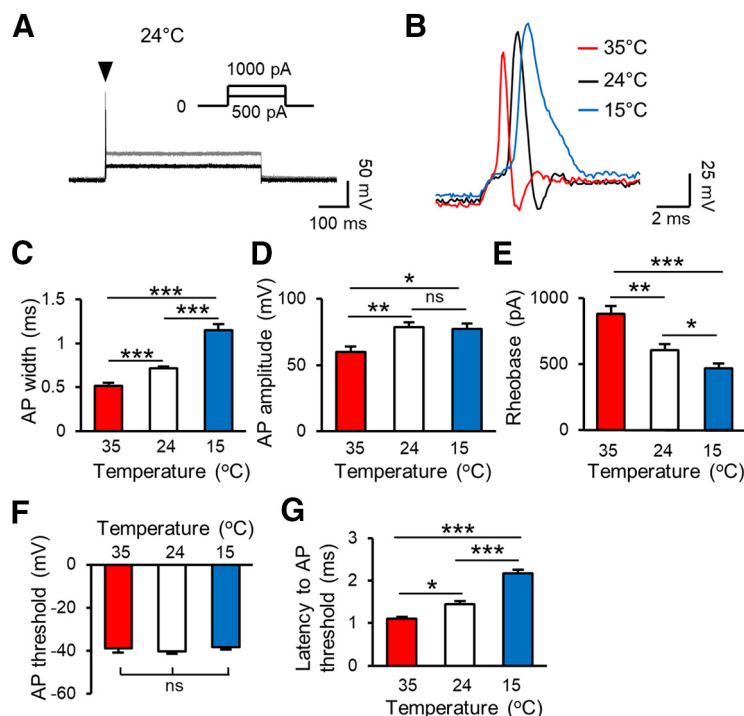 A
24°C
1000 pA
0
500 pA
50 mV
100 ms
B
35°C
24°C
15°C
25 mV
2 ms
C
AP width (ms)
1.5
1
0.5
0
***
***
***
35 24 15
Temperature (°C)
D
AP amplitude (mV)
100
50
0
*
**
ns
35 24 15
Temperature (°C)
E
Rheobase (pA)
1000
500
0
***
**
*
35 24 15
Temperature (°C)
F
Temperature (°C)
35 24 15
AP threshold (mV)
0
-20
-40
-60
ns
G
Latency to AP
threshold (ms)
3
2
1
0
***
***
*
35 24 15
Temperature (°C)